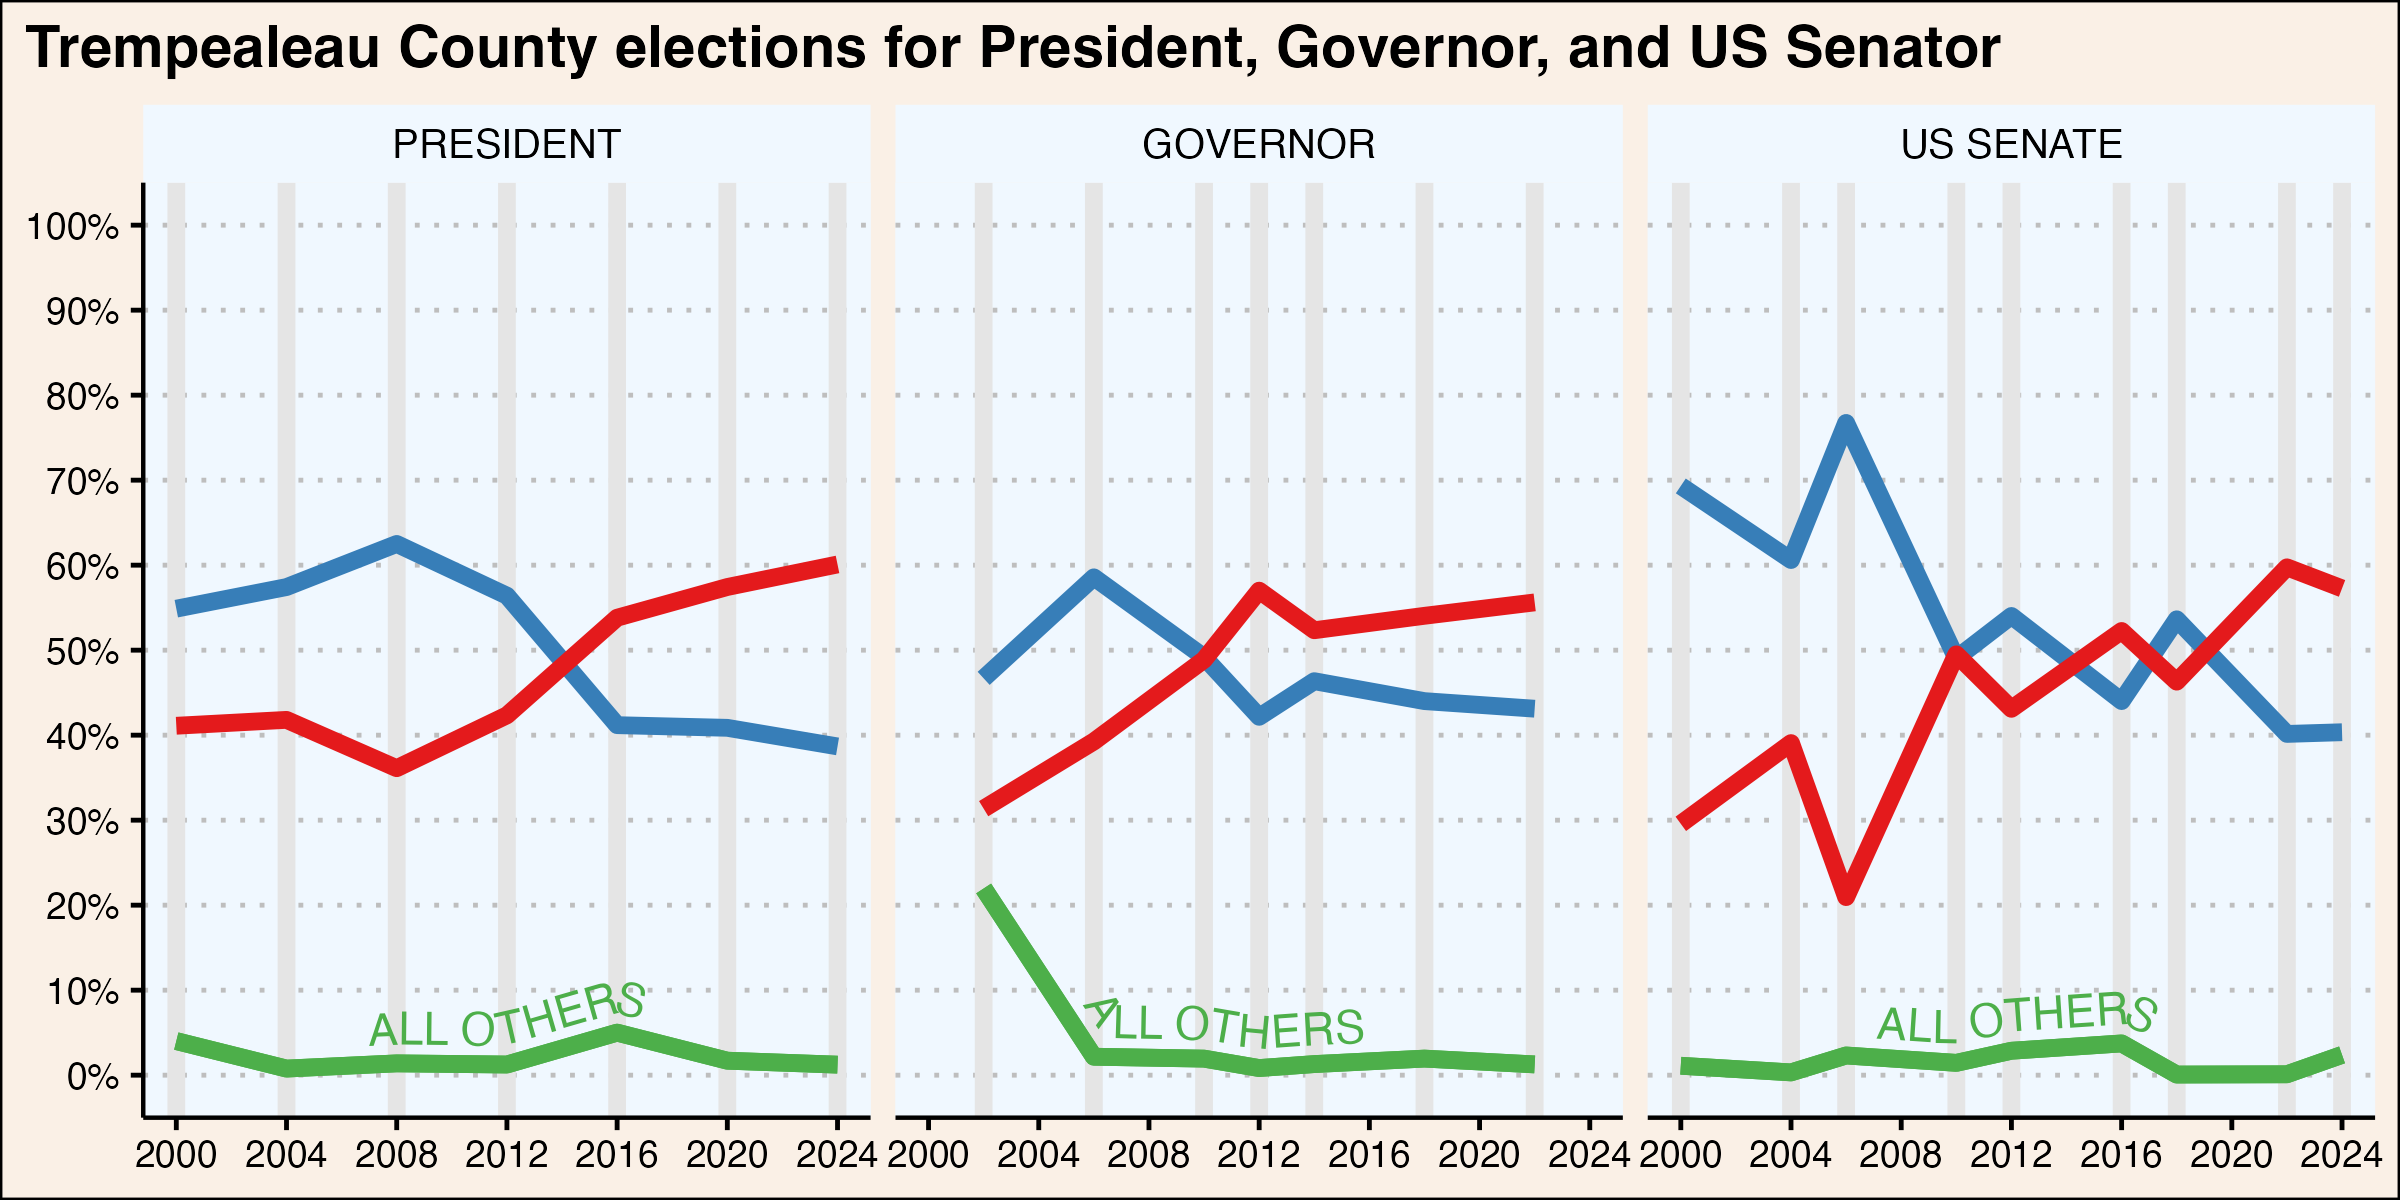 Trempealeau County elections for President, Governor, and US Senator
PRESIDENT
GOVERNOR
US SENATE
100%
90%
80%
70%
60%
50%
40%
30%
20%
10%
0%
ALL OTHERS
ALL OTHERS
ALL OTHERS
2000 2004 2008 2012 2016 2020 2024
2000 2004 2008 2012 2016 2020 2024
2000 2004 2008 2012 2016 2020 2024